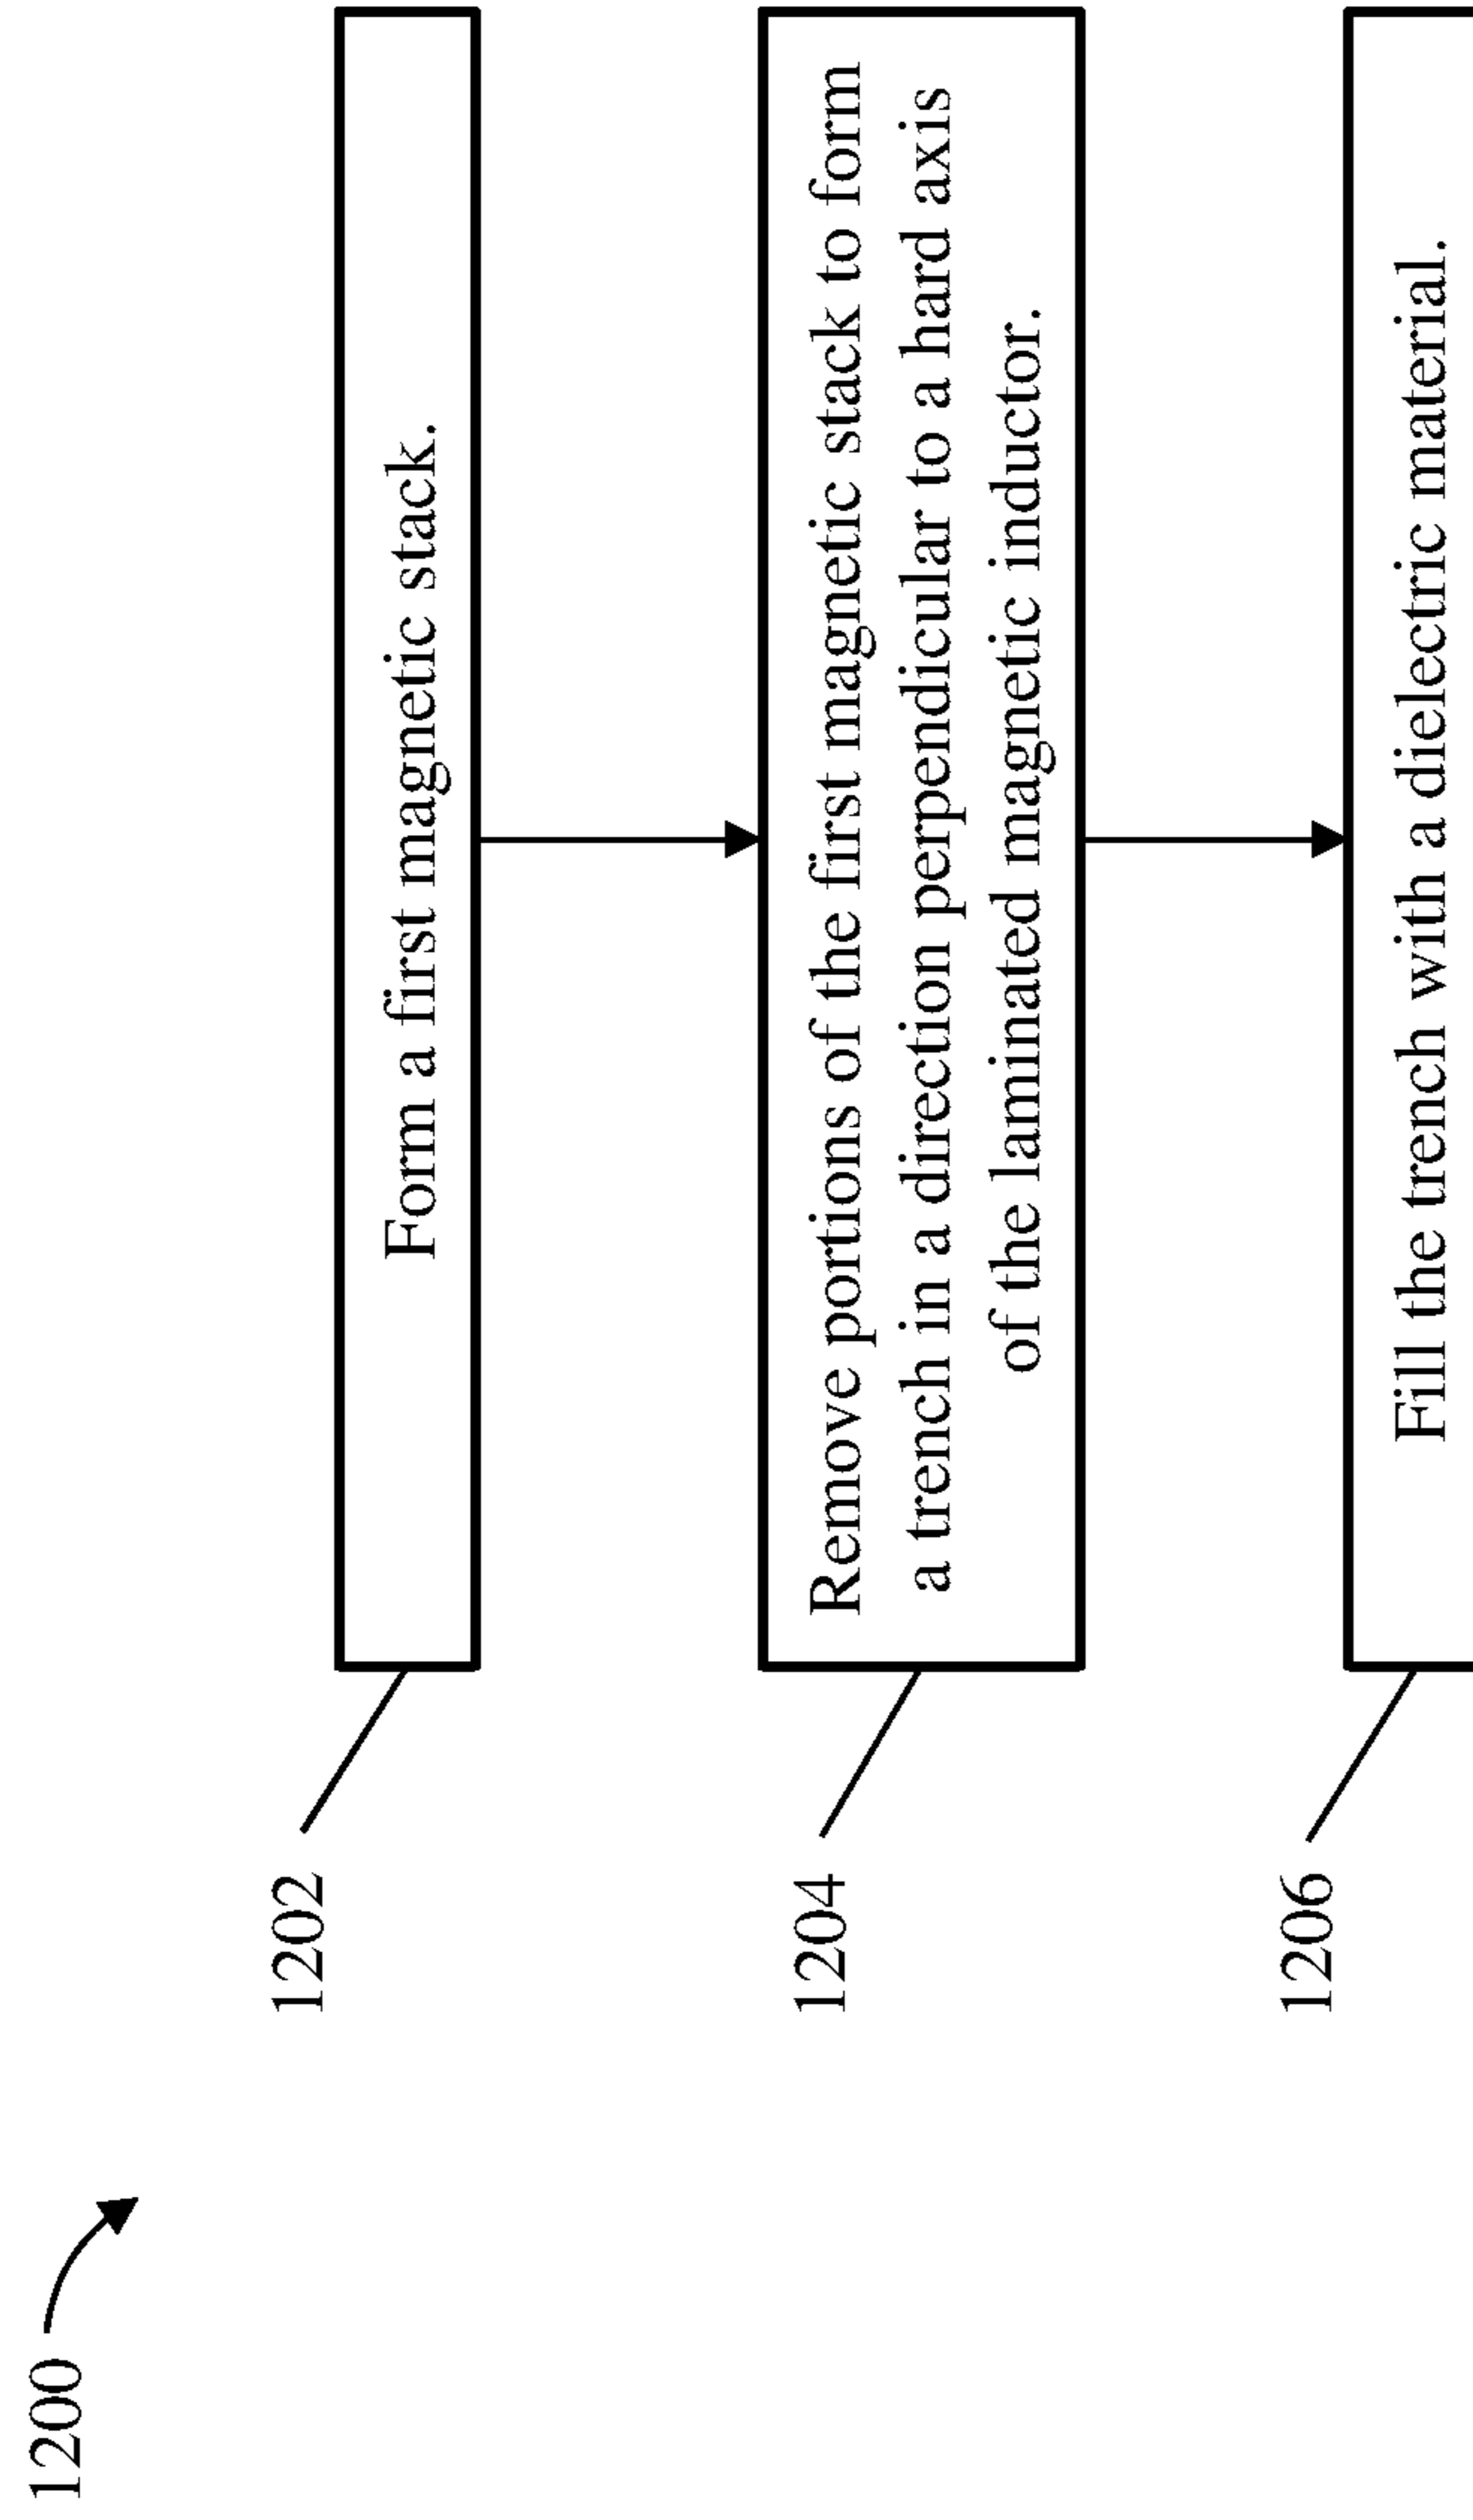 1200
1202
Form a first magnetic stack.
1204
Remove portions of the first magnetic stack to form
a trench in a direction perpendicular to a hard axis
of the laminated magnetic inductor.
1206
Fill the trench with a dielectric material.